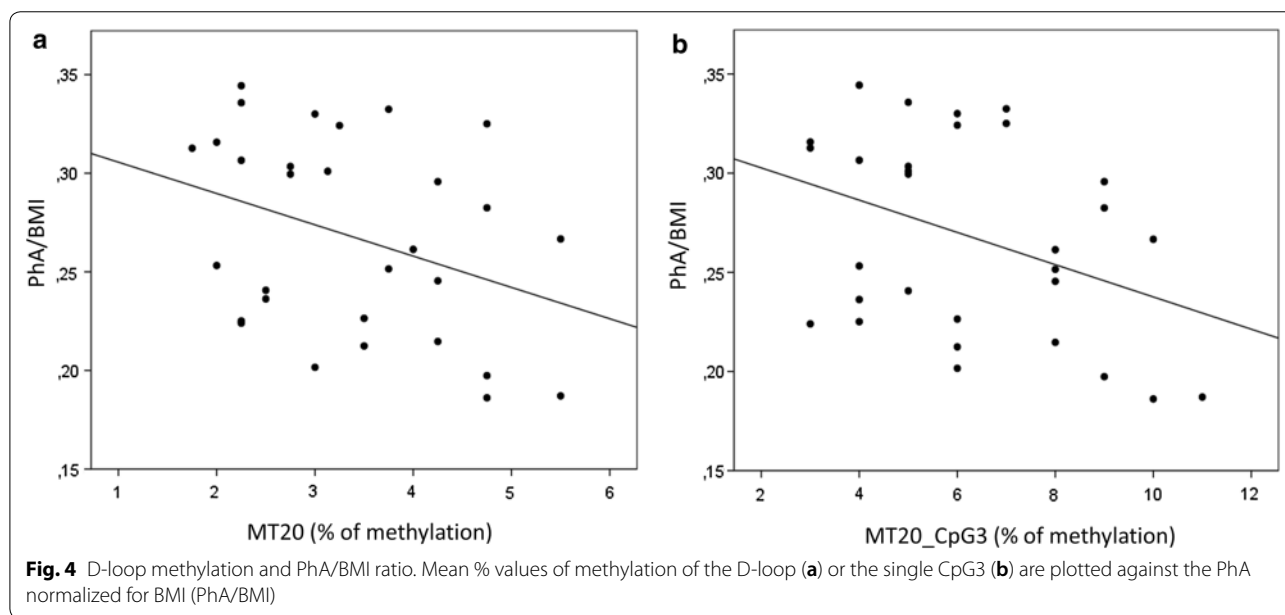 a
,35
,30
,25
,20
,15
PhA/BMI
1 2 3 4 5 6
MT20 (% of methylation)
b
,35
,30
,25
,20
,15
PhA/BMI
2 4 6 8 10 12
MT20_CpG3 (% of methylation)
Fig. 4 D-loop methylation and PhA/BMI ratio. Mean % values of methylation of the D-loop (a) or the single CpG3 (b) are plotted against the PhA
normalized for BMI (PhA/BMI)